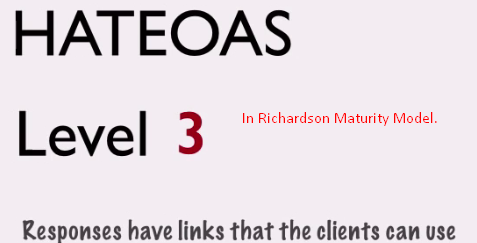 HATEOAS
Level 3 In Richardson Maturity Model.
Responses have links that the clients can use